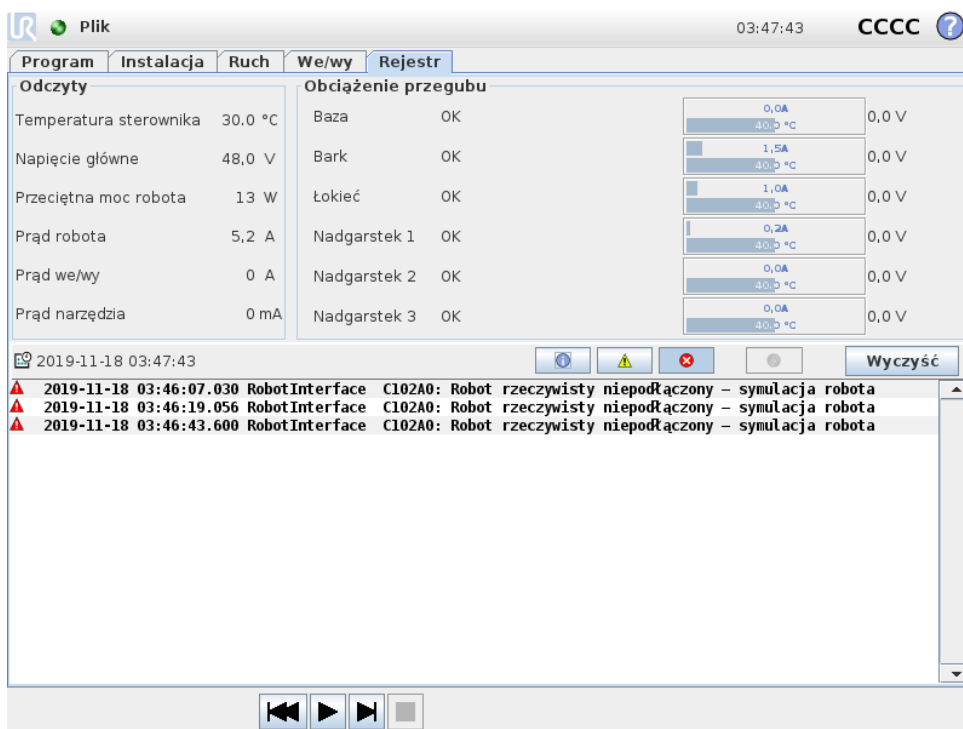 UR Plik 03:47:43 CCCC ?
Program Instalacja Ruch We/wy Rejestr
Odczyty
Temperatura sterownika 30.0 °C
Napięcie główne 48,0 V
Przeciętna moc robota 13 W
Prąd robota 5,2 A
Prąd we/wy 0 A
Prąd narzędzia 0 mA
Obciążenie przegubu
Baza OK 0,0A 40,0 °C 0,0 V
Bark OK 1,5A 40,0 °C 0,0 V
Łokieć OK 1,0A 40,0 °C 0,0 V
Nadgarstek 1 OK 0,2A 40,0 °C 0,0 V
Nadgarstek 2 OK 0,0A 40,0 °C 0,0 V
Nadgarstek 3 OK 0,0A 40,0 °C 0,0 V
2019-11-18 03:47:43 Wyczyść
2019-11-18 03:46:07.030 RobotInterface C102A0: Robot rzeczywisty niepodłączony – symulacja robota
2019-11-18 03:46:19.056 RobotInterface C102A0: Robot rzeczywisty niepodłączony – symulacja robota
2019-11-18 03:46:43.600 RobotInterface C102A0: Robot rzeczywisty niepodłączony – symulacja robota